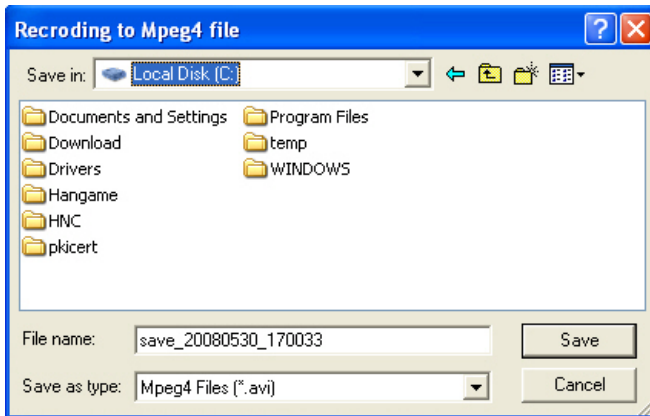 Recroding to Mpeg4 file
Save in: Local Disk (C:)
Documents and Settings
Download
Drivers
Hangame
HNC
pkicert
Program Files
temp
WINDOWS
File name: save_20080530_170033 Save
Save as type: Mpeg4 Files (*.avi) Cancel